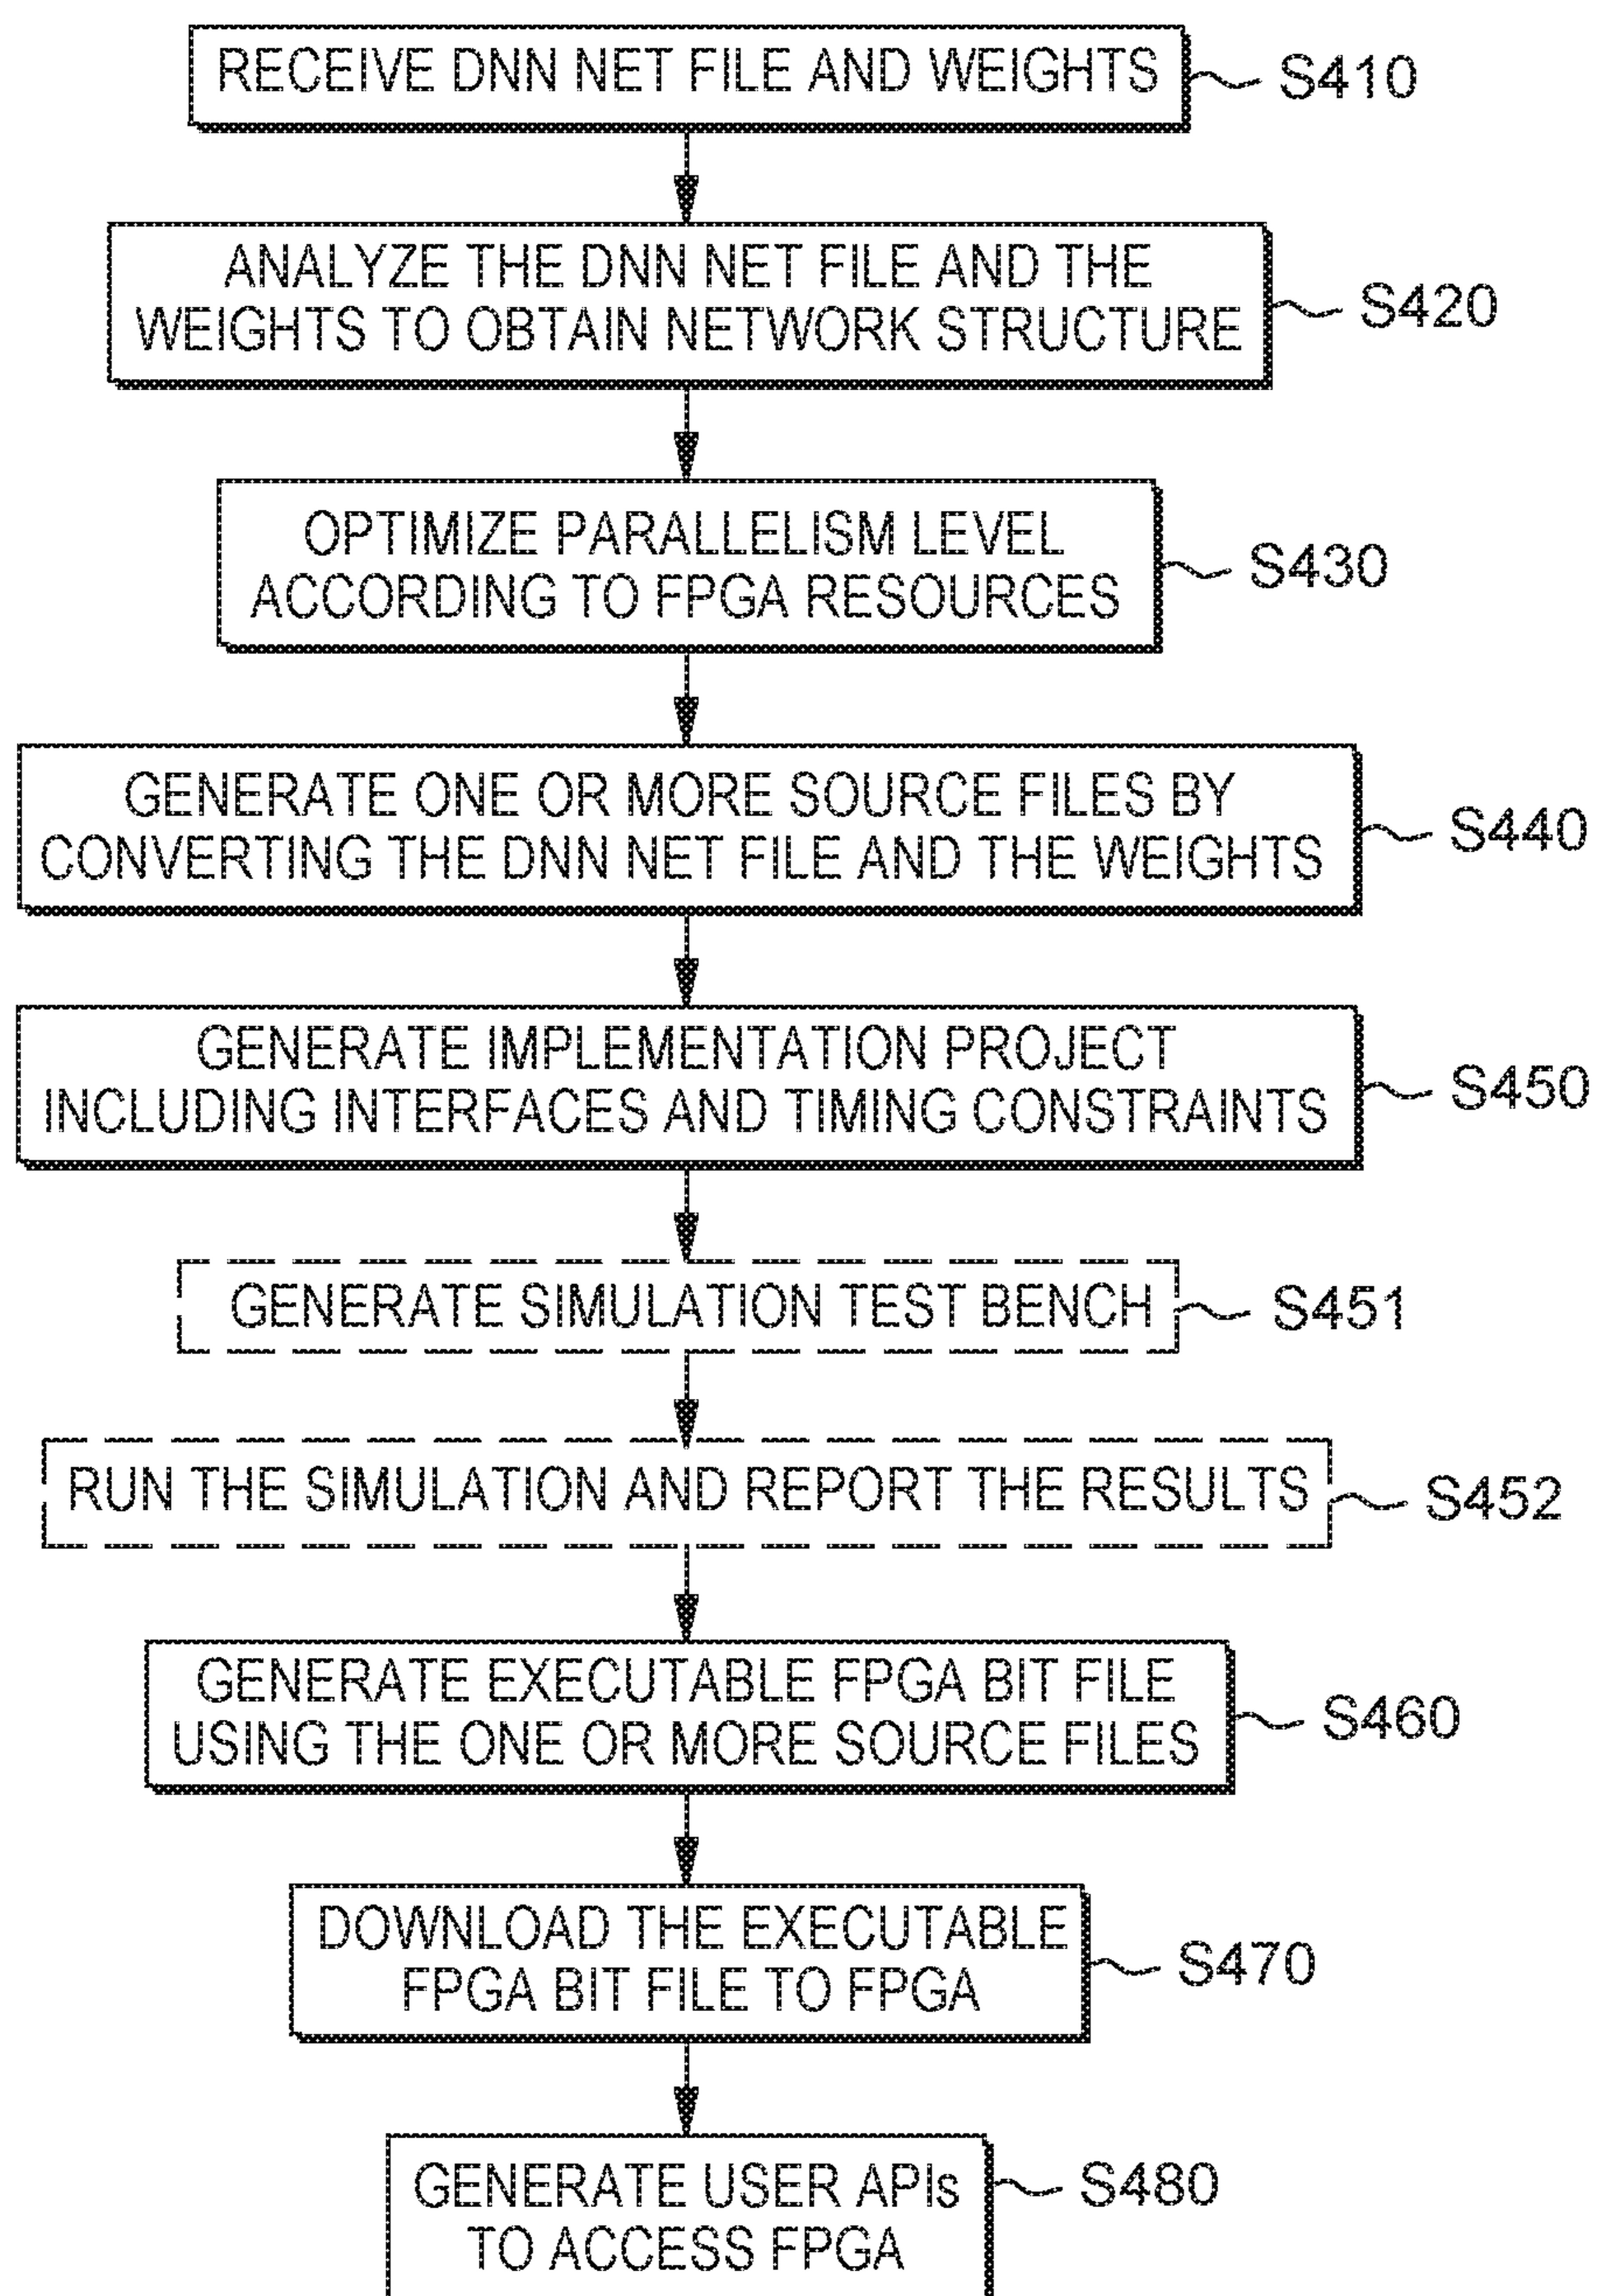 RECEIVE DNN NET FILE AND WEIGHTS
S410
ANALYZE THE DNN NET FILE AND THE
WEIGHTS TO OBTAIN NETWORK STRUCTURE
S420
OPTIMIZE PARALLELISM LEVEL
ACCORDING TO FPGA RESOURCES
S430
GENERATE ONE OR MORE SOURCE FILES BY
CONVERTING THE DNN NET FILE AND THE WEIGHTS
S440
GENERATE IMPLEMENTATION PROJECT
INCLUDING INTERFACES AND TIMING CONSTRAINTS
S450
GENERATE SIMULATION TEST BENCH
S451
RUN THE SIMULATION AND REPORT THE RESULTS
S452
GENERATE EXECUTABLE FPGA BIT FILE
USING THE ONE OR MORE SOURCE FILES
S460
DOWNLOAD THE EXECUTABLE
FPGA BIT FILE TO FPGA
S470
GENERATE USER APIs
TO ACCESS FPGA
S480